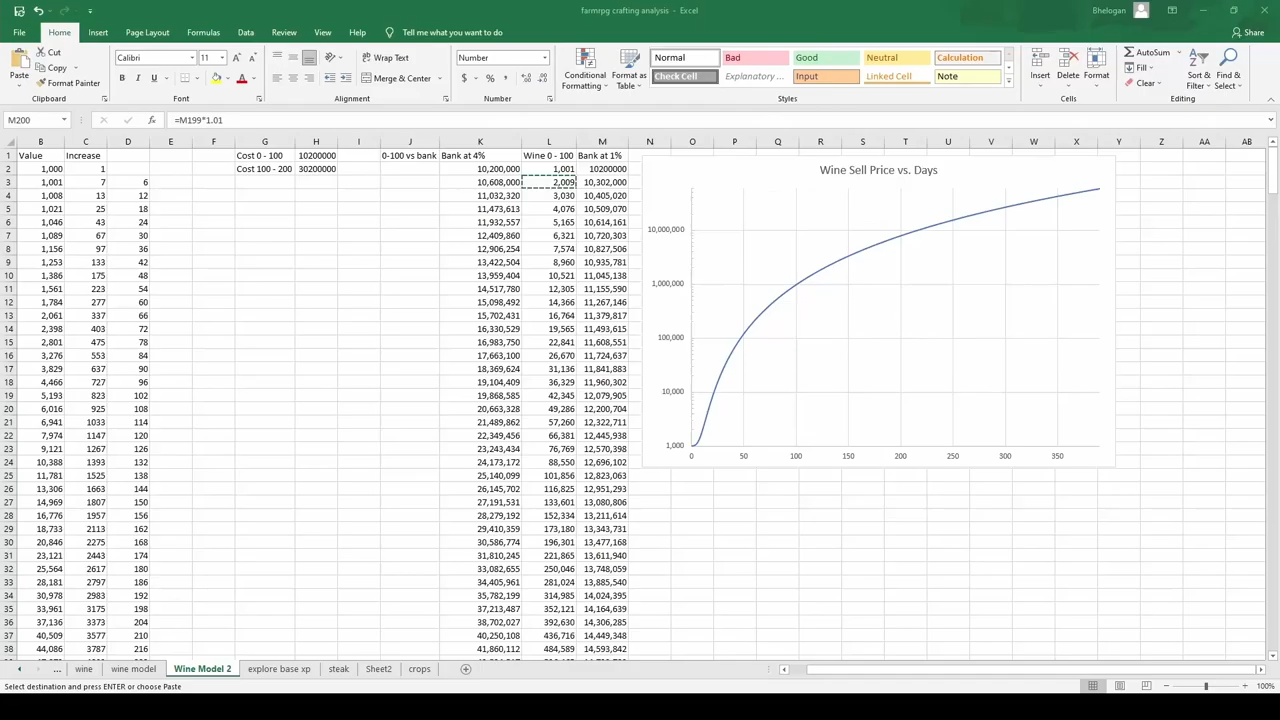 farmrpg crafting analysis - Excel
Bhelogan
File Home Insert Page Layout Formulas Data Review View Help Tell me what you want to do Share
Paste Cut Copy Format Painter Clipboard
Calibri 11 B I U Font
Wrap Text Merge & Center Alignment
Number $ % , Number
Conditional Formatting Format as Table
Normal Bad Good Neutral Calculation
Check Cell Explanatory ... Input Linked Cell Note
Styles
Insert Delete Format Cells
AutoSum Fill Clear Sort & Filter Find & Select Editing
M200 fx =M199*1.01
B C D E F G H I J K L M N O P Q R S T U V W X Y Z AA AB
1 Value Increase Cost 0 - 100 10200000 0-100 vs bank Bank at 4% Wine 0 - 100 Bank at 1%
2 1,000 1 Cost 100 - 200 30200000 10,200,000 1,001 10200000
3 1,001 7 6 10,608,000 2,009 10,302,000
4 1,008 13 12 11,032,320 3,030 10,405,020
5 1,021 25 18 11,473,613 4,076 10,509,070
6 1,046 43 24 11,932,557 5,165 10,614,161
7 1,089 67 30 12,409,860 6,321 10,720,303
8 1,156 97 36 12,906,254 7,574 10,827,506
9 1,253 133 42 13,422,504 8,960 10,935,781
10 1,386 175 48 13,959,404 10,521 11,045,138
11 1,561 223 54 14,517,780 12,305 11,155,590
12 1,784 277 60 15,098,492 14,366 11,267,146
13 2,061 337 66 15,702,431 16,764 11,379,817
14 2,398 403 72 16,330,529 19,565 11,493,615
15 2,801 475 78 16,983,750 22,841 11,608,551
16 3,276 553 84 17,663,100 26,670 11,724,637
17 3,829 637 90 18,369,624 31,136 11,841,883
18 4,466 727 96 19,104,409 36,329 11,960,302
19 5,193 823 102 19,868,585 42,345 12,079,905
20 6,016 925 108 20,663,328 49,286 12,200,704
21 6,941 1033 114 21,489,862 57,260 12,322,711
22 7,974 1147 120 22,349,456 66,381 12,445,938
23 9,121 1267 126 23,243,434 76,769 12,570,398
24 10,388 1393 132 24,173,172 88,550 12,696,102
25 11,781 1525 138 25,140,099 101,856 12,823,063
26 13,306 1663 144 26,145,702 116,825 12,951,293
27 14,969 1807 150 27,191,531 133,601 13,080,806
28 16,776 1957 156 28,279,192 152,334 13,211,614
29 18,733 2113 162 29,410,359 173,180 13,343,731
30 20,846 2275 168 30,586,774 196,301 13,477,168
31 23,121 2443 174 31,810,245 221,865 13,611,940
32 25,564 2617 180 33,082,655 250,046 13,748,059
33 28,181 2797 186 34,405,961 281,024 13,885,540
34 30,978 2983 192 35,782,199 314,985 14,024,395
35 33,961 3175 198 37,213,487 352,121 14,164,639
36 37,136 3373 204 38,702,027 392,630 14,306,285
37 40,509 3577 210 40,250,108 436,716 14,449,348
38 44,086 3787 216 41,860,112 484,589 14,593,842
Wine Sell Price vs. Days
10,000,000
1,000,000
100,000
10,000
1,000
0 50 100 150 200 250 300 350
... wine wine model Wine Model 2 explore base xp steak Sheet2 crops
Select destination and press ENTER or choose Paste 100%